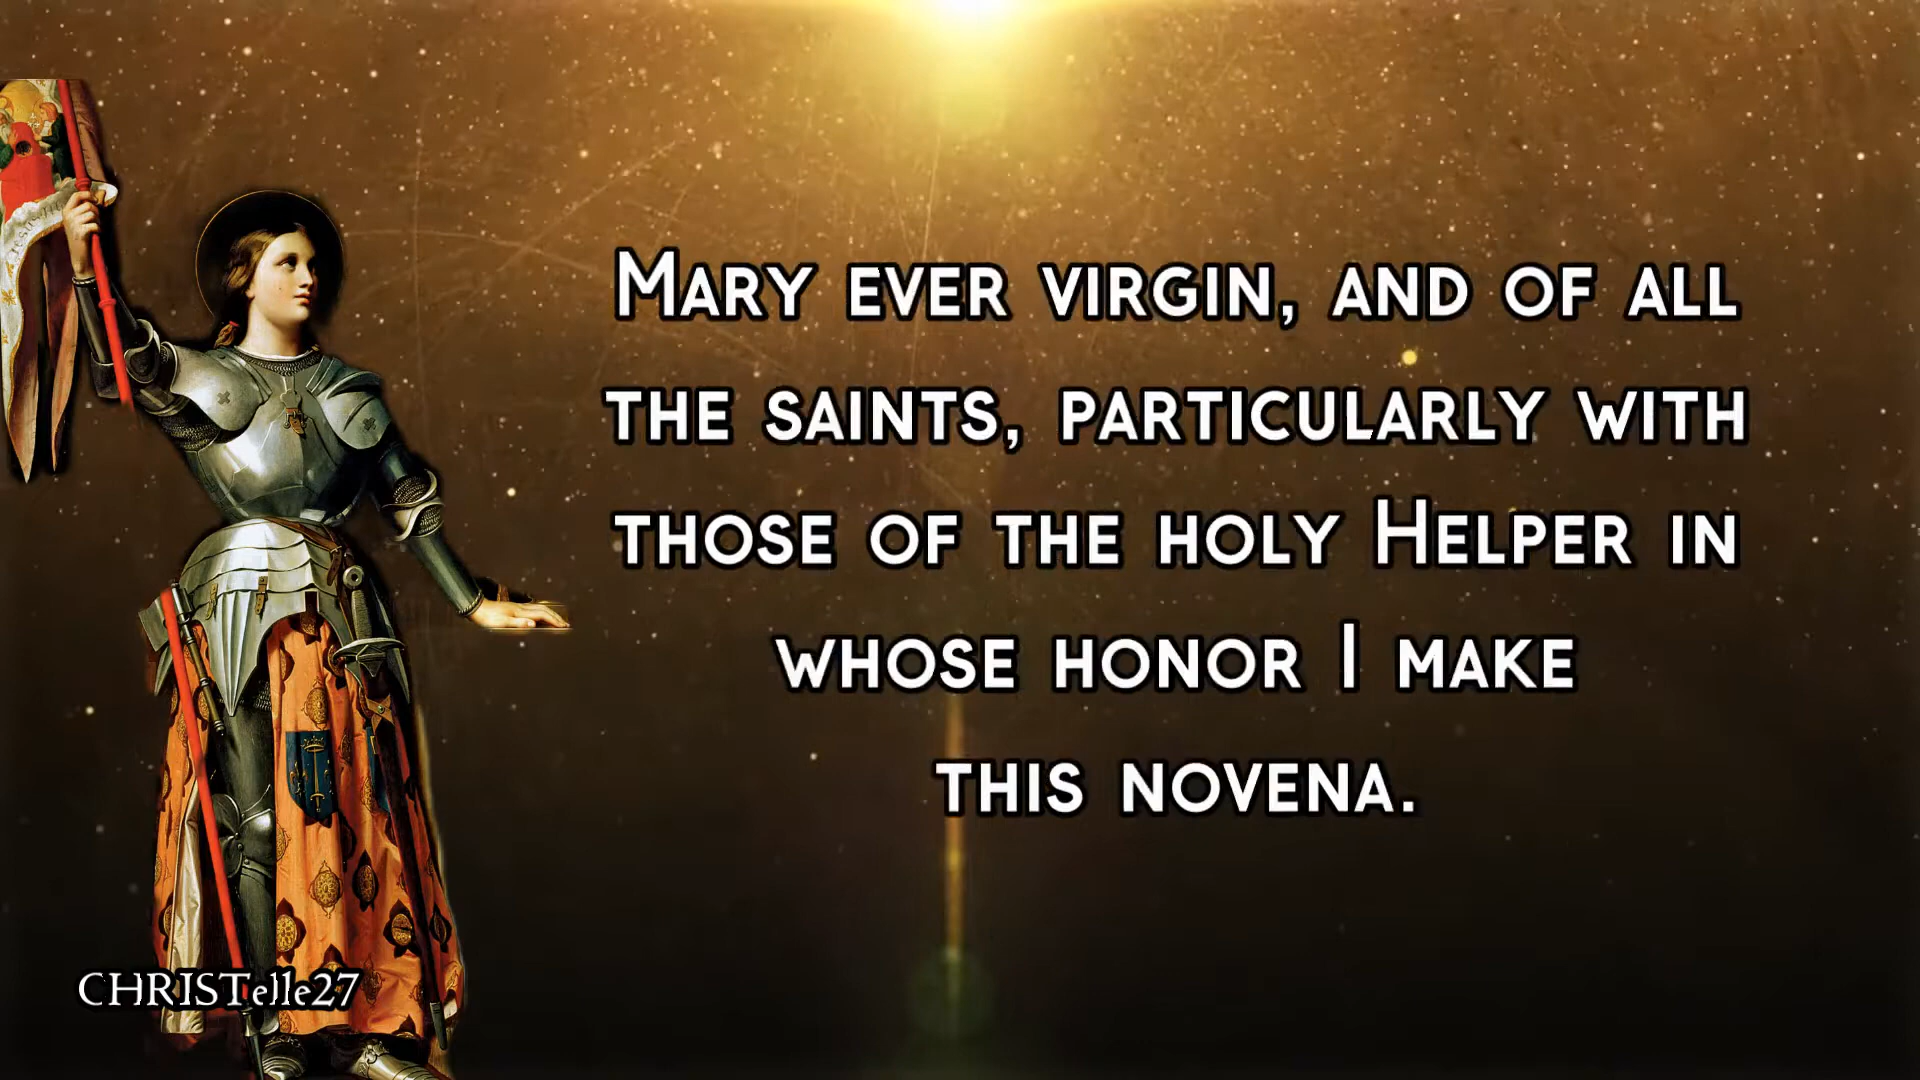 Mary ever virgin, and of all
the saints, particularly with
those of the holy Helper in
whose honor I make
this novena.
CHRISTelle27